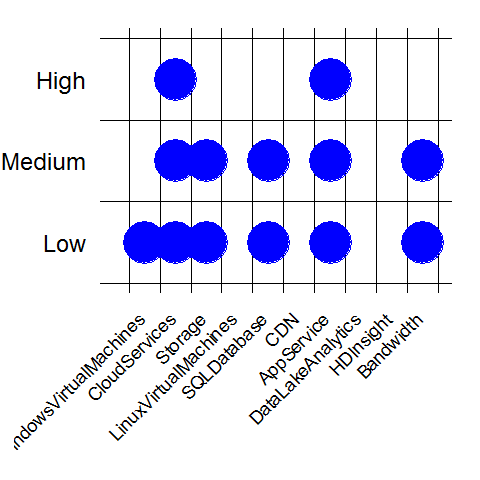 High
Medium
Low
ndowsVirtualMachines
CloudServices
Storage
LinuxVirtualMachines
SQLDatabase
CDN
AppService
DataLakeAnalytics
HDInsight
Bandwidth